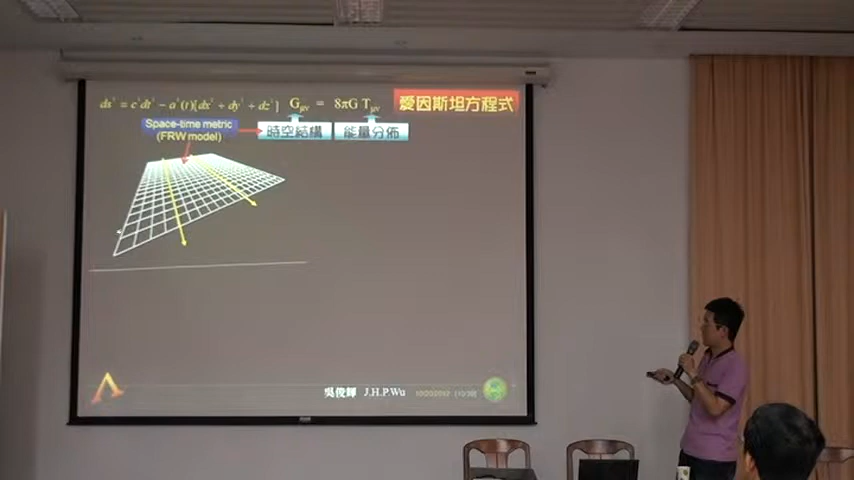 ds² = c²dt² − a²(t)[dx² + dy² + dz²] Gμν = 8πG Tμν 愛因斯坦方程式
Space-time metric
(FRW model)
時空結構 能量分佈
Λ
吳俊輝 J.H.P.Wu